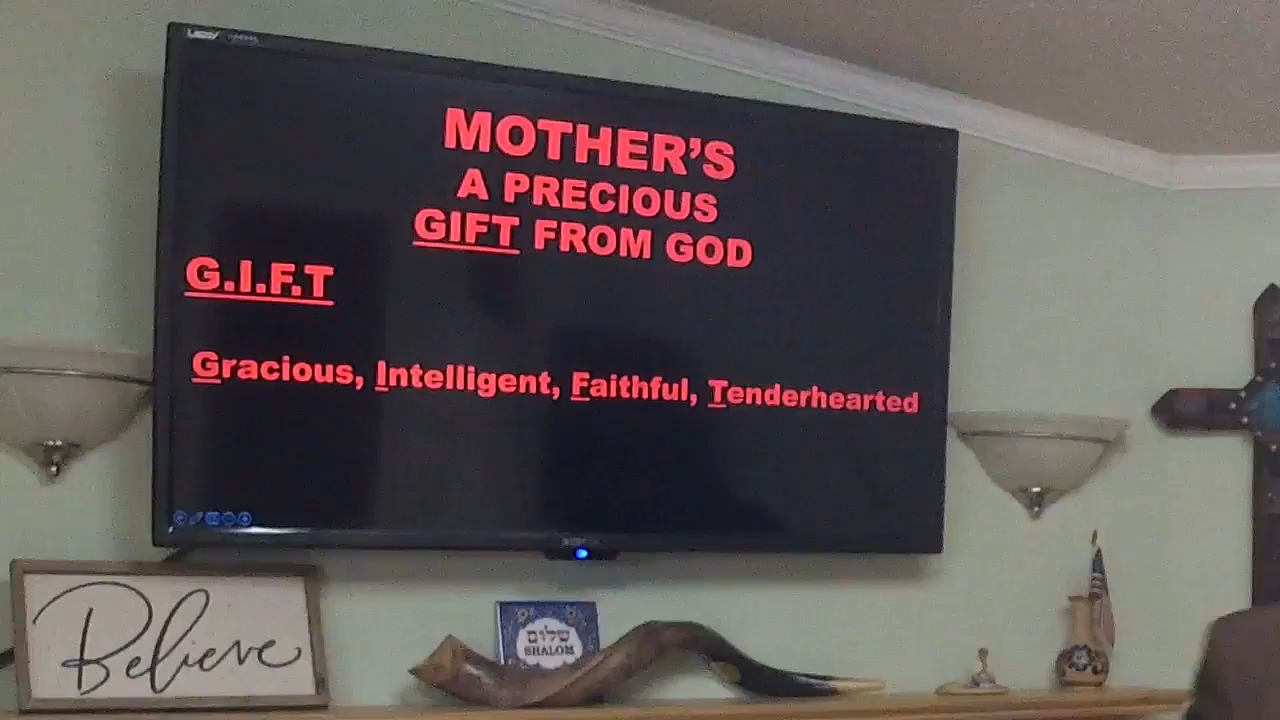 MOTHER'S
A PRECIOUS
GIFT FROM GOD
G.I.F.T
Gracious, Intelligent, Faithful, Tenderhearted
Believe
שלום
SHALOM